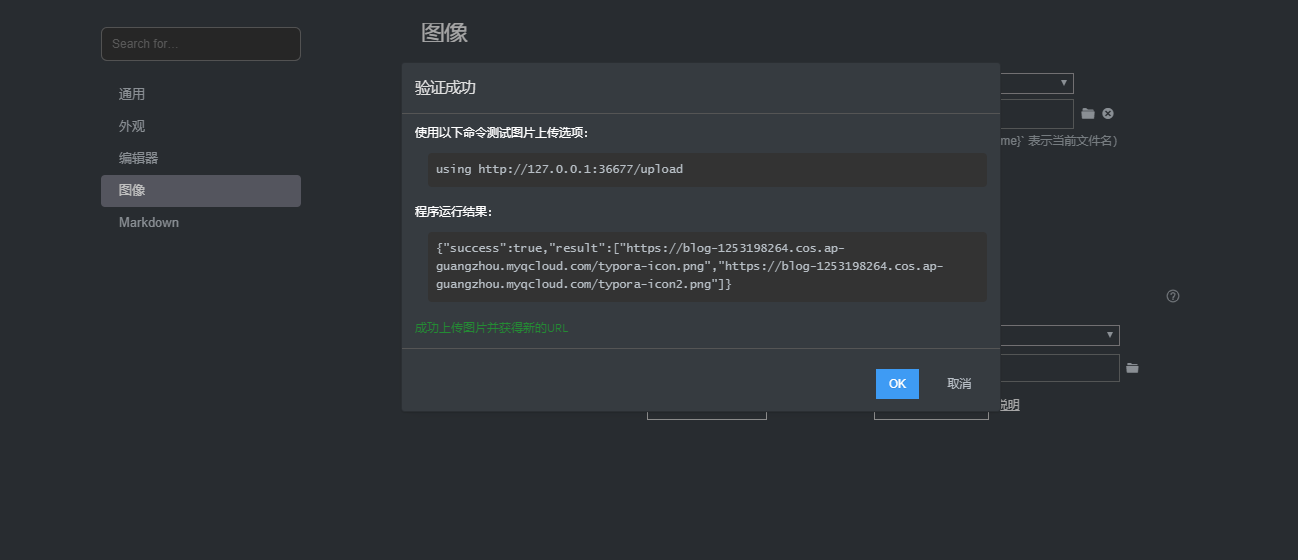 图像
Search for...
通用
外观
编辑器
图像
Markdown
验证成功
使用以下命令测试图片上传选项:
using http://127.0.0.1:36677/upload
程序运行结果:
{"success":true,"result":["https://blog-1253198264.cos.ap-
guangzhou.myqcloud.com/typora-icon.png","https://blog-1253198264.cos.ap-
guangzhou.myqcloud.com/typora-icon2.png"]}
成功上传图片并获得新的URL
OK
取消
me}` 表示当前文件名)
说明